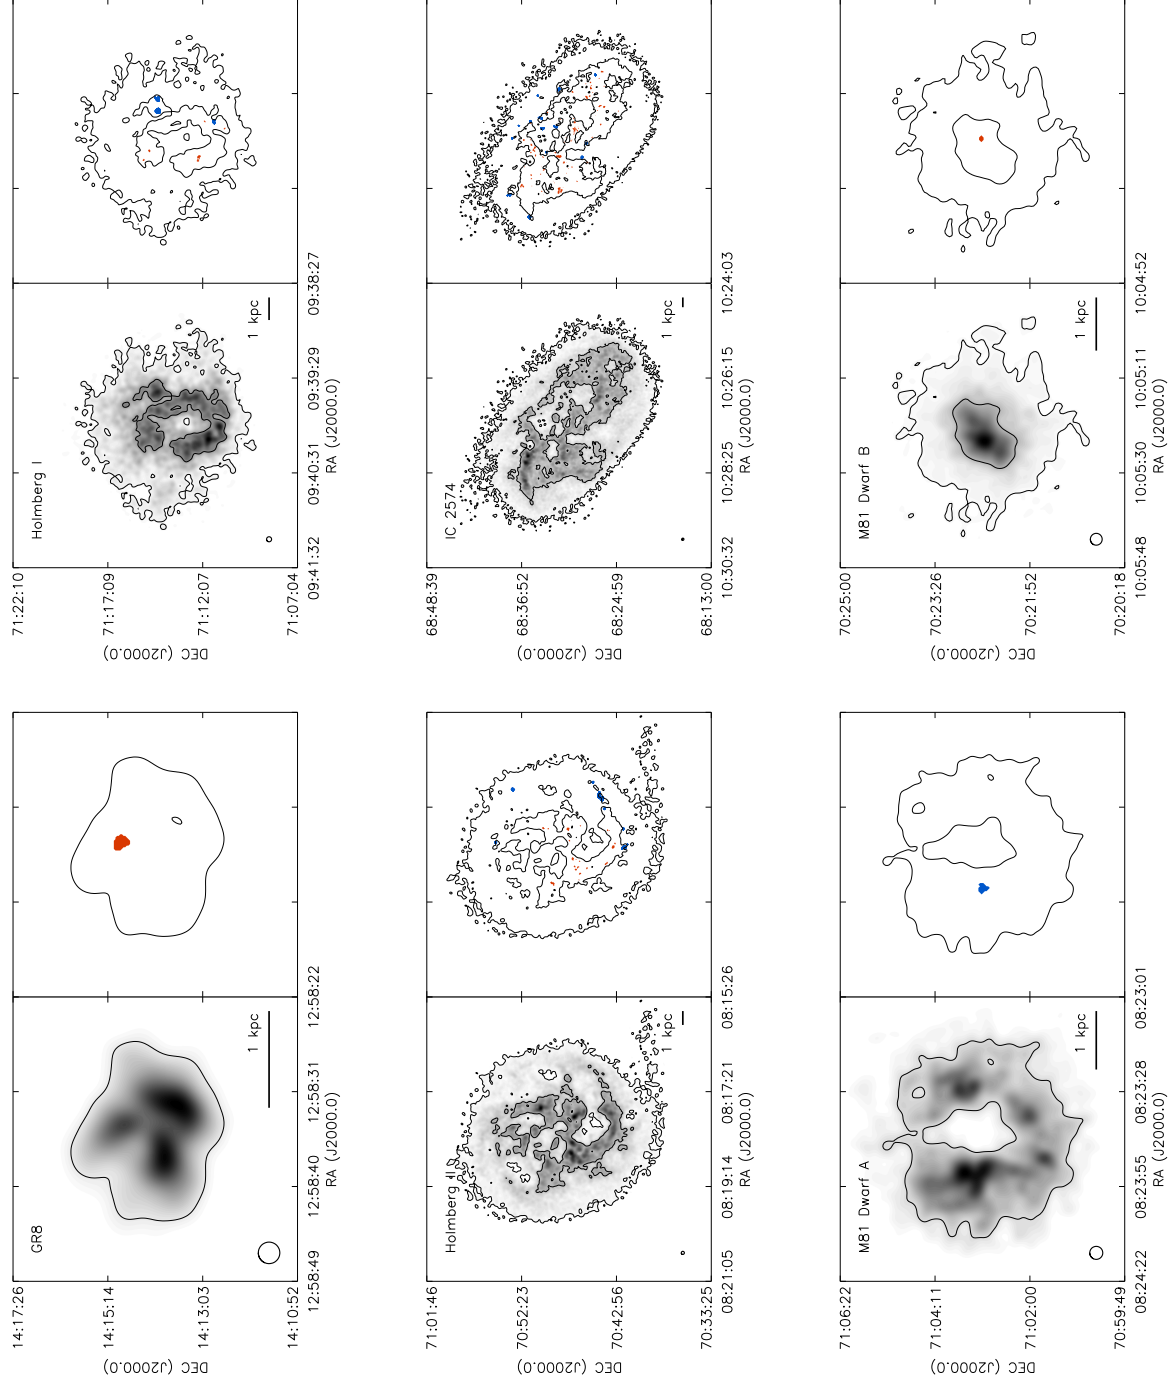 Holmberg I
1 kpc
71:22:10
71:17:09
71:12:07
71:07:04
DEC (J2000.0)
09:41:32
09:40:31
09:39:29
09:38:27
RA (J2000.0)
IC 2574
1 kpc
68:48:39
68:36:52
68:24:59
68:13:00
DEC (J2000.0)
10:30:32
10:28:25
10:26:15
10:24:03
RA (J2000.0)
M81 Dwarf B
1 kpc
70:25:00
70:23:26
70:21:52
70:20:18
DEC (J2000.0)
10:05:48
10:05:30
10:05:11
10:04:52
RA (J2000.0)
GR8
1 kpc
14:17:26
14:15:14
14:13:03
14:10:52
DEC (J2000.0)
12:58:49
12:58:40
12:58:31
12:58:22
RA (J2000.0)
Holmberg II
1 kpc
71:01:46
70:52:23
70:42:56
70:33:25
DEC (J2000.0)
08:21:05
08:19:14
08:17:21
08:15:26
RA (J2000.0)
M81 Dwarf A
1 kpc
71:06:22
71:04:11
71:02:00
70:59:49
DEC (J2000.0)
08:24:22
08:23:55
08:23:28
08:23:01
RA (J2000.0)